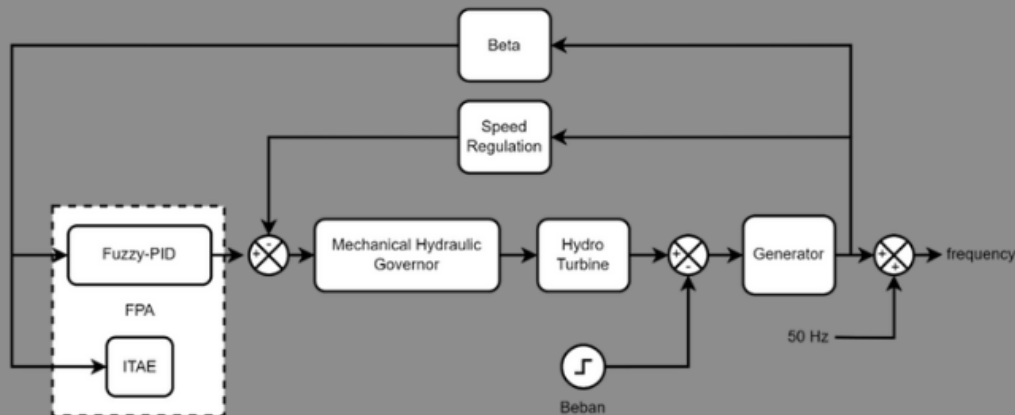 Beta
Speed
Regulation
Fuzzy-PID
Mechanical Hydraulic
Governor
Hydro
Turbine
Generator
frequency
FPA
50 Hz
ITAE
Beban